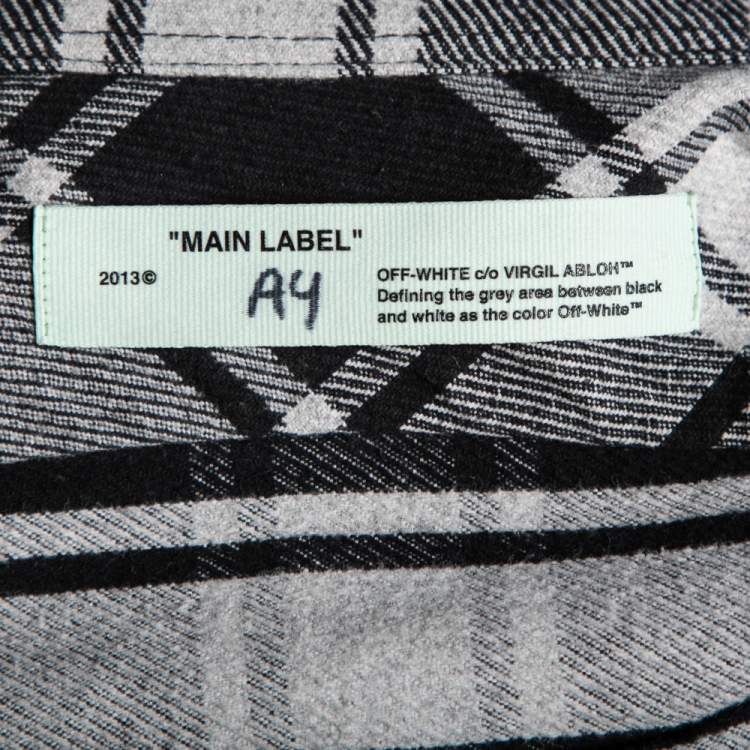 "MAIN LABEL"
2013©
A4
OFF-WHITE c/o VIRGIL ABLOH™
Defining the grey area between black
and white as the color Off-White™